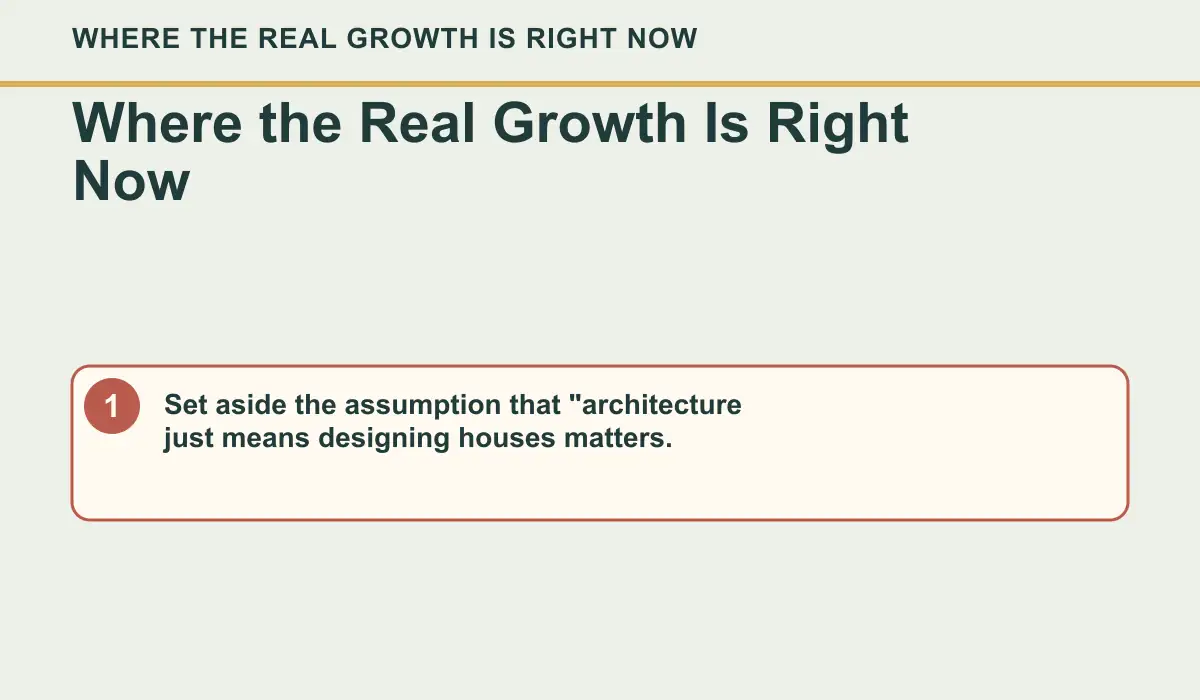 WHERE THE REAL GROWTH IS RIGHT NOW
Where the Real Growth Is Right
Now
1
Set aside the assumption that "architecture
just means designing houses matters.